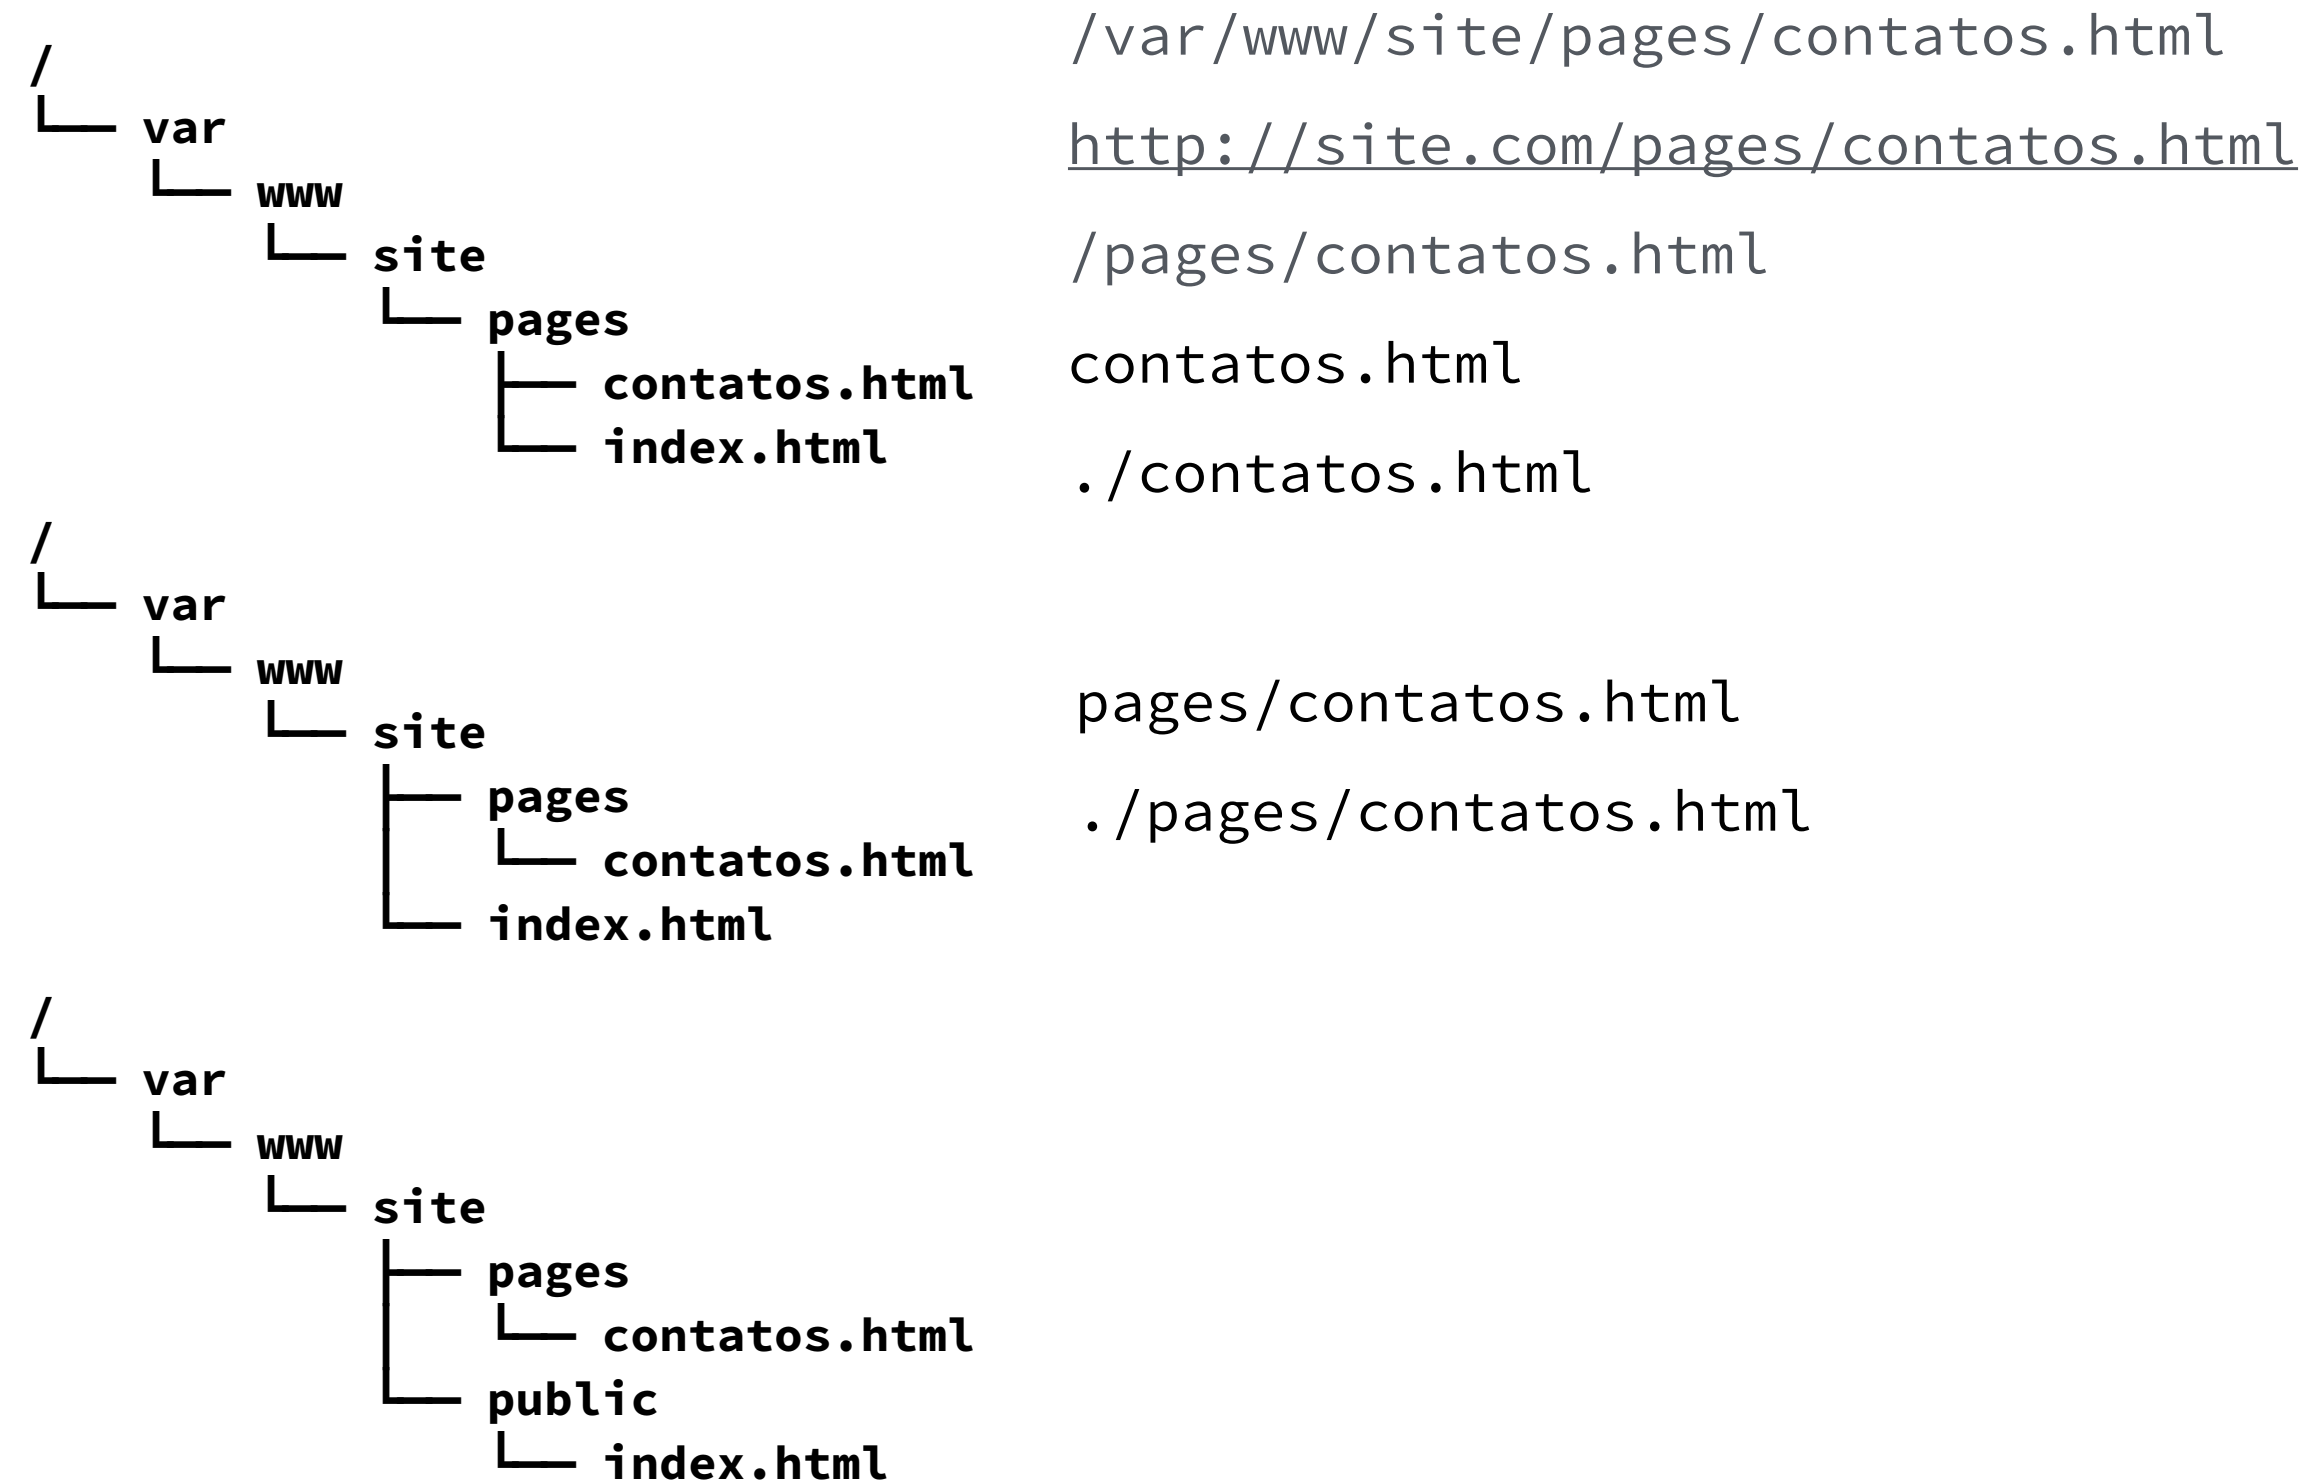 /
└── var
└── www
└── site
└── pages
├── contatos.html
└── index.html
/var/www/site/pages/contatos.html
http://site.com/pages/contatos.html
/pages/contatos.html
contatos.html
./contatos.html
/
└── var
└── www
└── site
├── pages
│ └── contatos.html
└── index.html
pages/contatos.html
./pages/contatos.html
/
└── var
└── www
└── site
├── pages
│ └── contatos.html
└── public
└── index.html